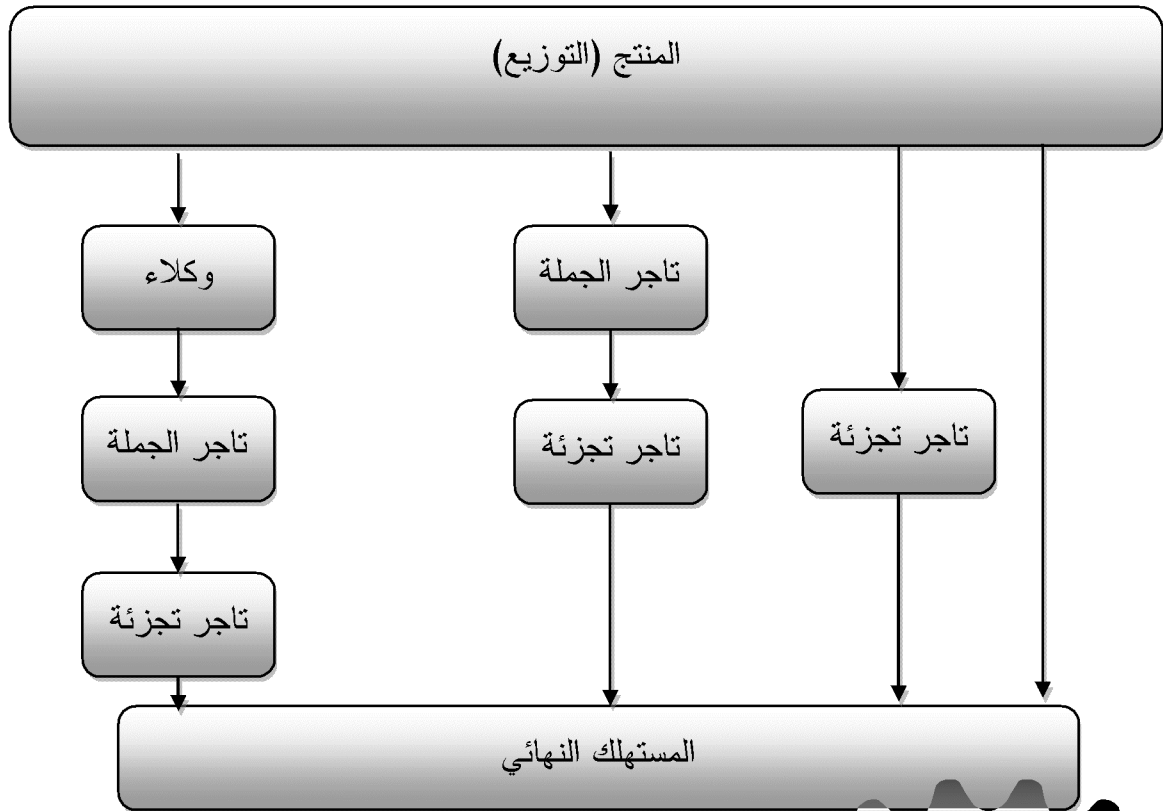 المنتج (التوزيع)
تاجر الجملة
وكلاء
تاجر تجزئة
تاجر تجزئة
تاجر الجملة
تاجر تجزئة
المستهلك النهائي